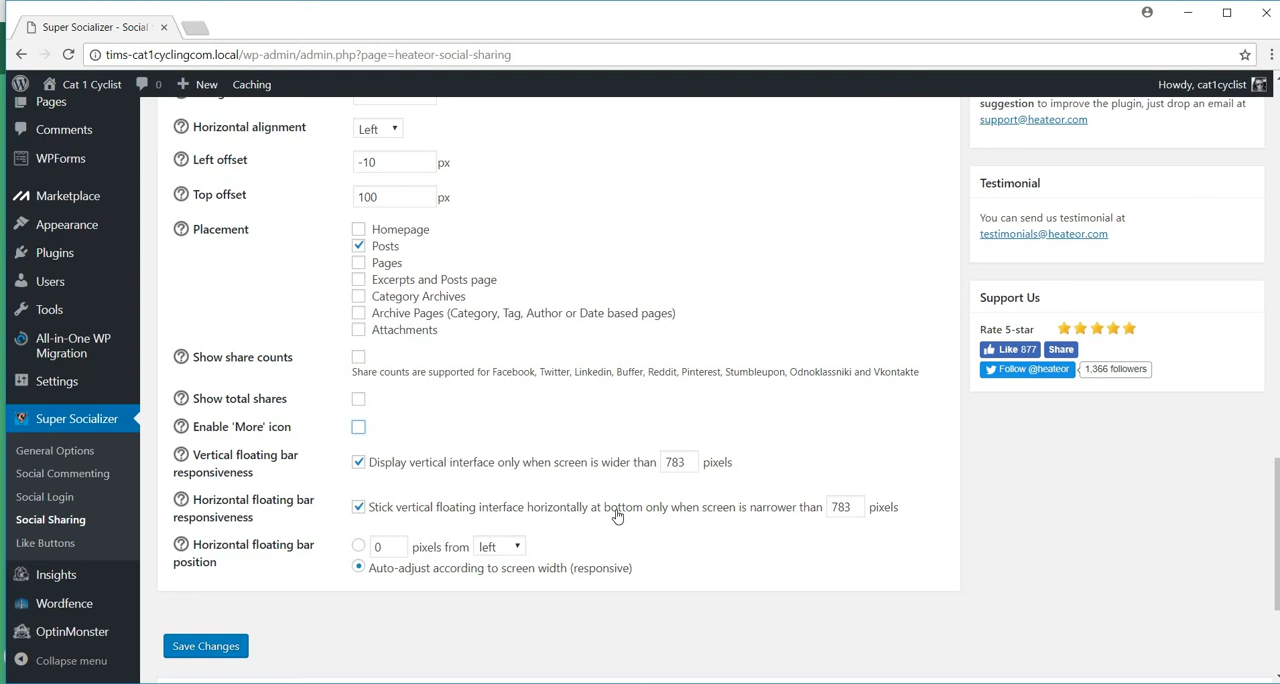 Super Socializer - Social
tims-cat1cyclingcom.local/wp-admin/admin.php?page=heateor-social-sharing
Cat 1 Cyclist 0 New Caching Howdy, cat1cyclist
Pages
Comments
WPForms
Marketplace
Appearance
Plugins
Users
Tools
All-in-One WP
Migration
Settings
Super Socializer
General Options
Social Commenting
Social Login
Social Sharing
Like Buttons
Insights
Wordfence
OptinMonster
Collapse menu
Horizontal alignment Left
Left offset -10 px
Top offset 100 px
Placement Homepage
Posts
Pages
Excerpts and Posts page
Category Archives
Archive Pages (Category, Tag, Author or Date based pages)
Attachments
Show share counts
Share counts are supported for Facebook, Twitter, Linkedin, Buffer, Reddit, Pinterest, Stumbleupon, Odnoklassniki and Vkontakte
Show total shares
Enable 'More' icon
Vertical floating bar
responsiveness
Display vertical interface only when screen is wider than 783 pixels
Horizontal floating bar
responsiveness
Stick vertical floating interface horizontally at bottom only when screen is narrower than 783 pixels
Horizontal floating bar
position
0 pixels from left
Auto-adjust according to screen width (responsive)
Save Changes
suggestion to improve the plugin, just drop an email at
support@heateor.com
Testimonial
You can send us testimonial at
testimonials@heateor.com
Support Us
Rate 5-star
Like 877 Share
Follow @heateor 1,366 followers